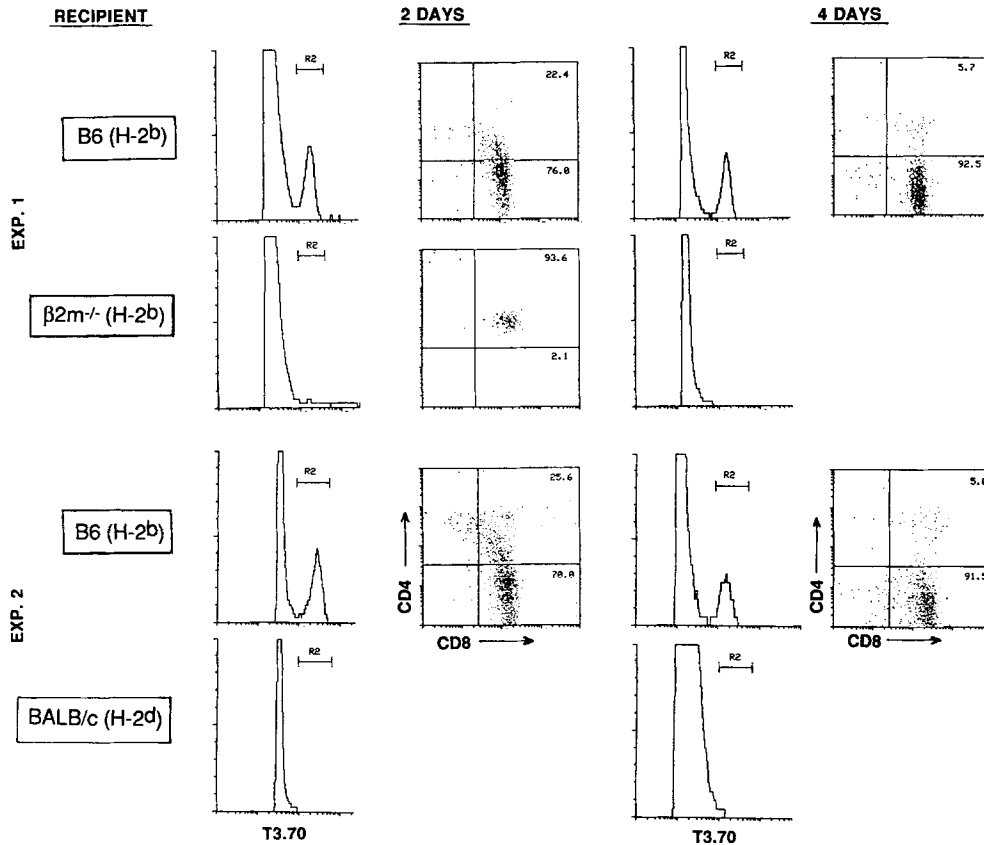 RECIPIENT
2 DAYS
4 DAYS
EXP. 1
B6 (H-2b)
R2
22.4
76.0
R2
5.7
92.5
β2m-/- (H-2b)
R2
93.6
2.1
R2
EXP. 2
B6 (H-2b)
R2
25.6
70.0
CD4
CD8
R2
91.5
CD4
CD8
BALB/c (H-2d)
R2
R2
T3.70
T3.70